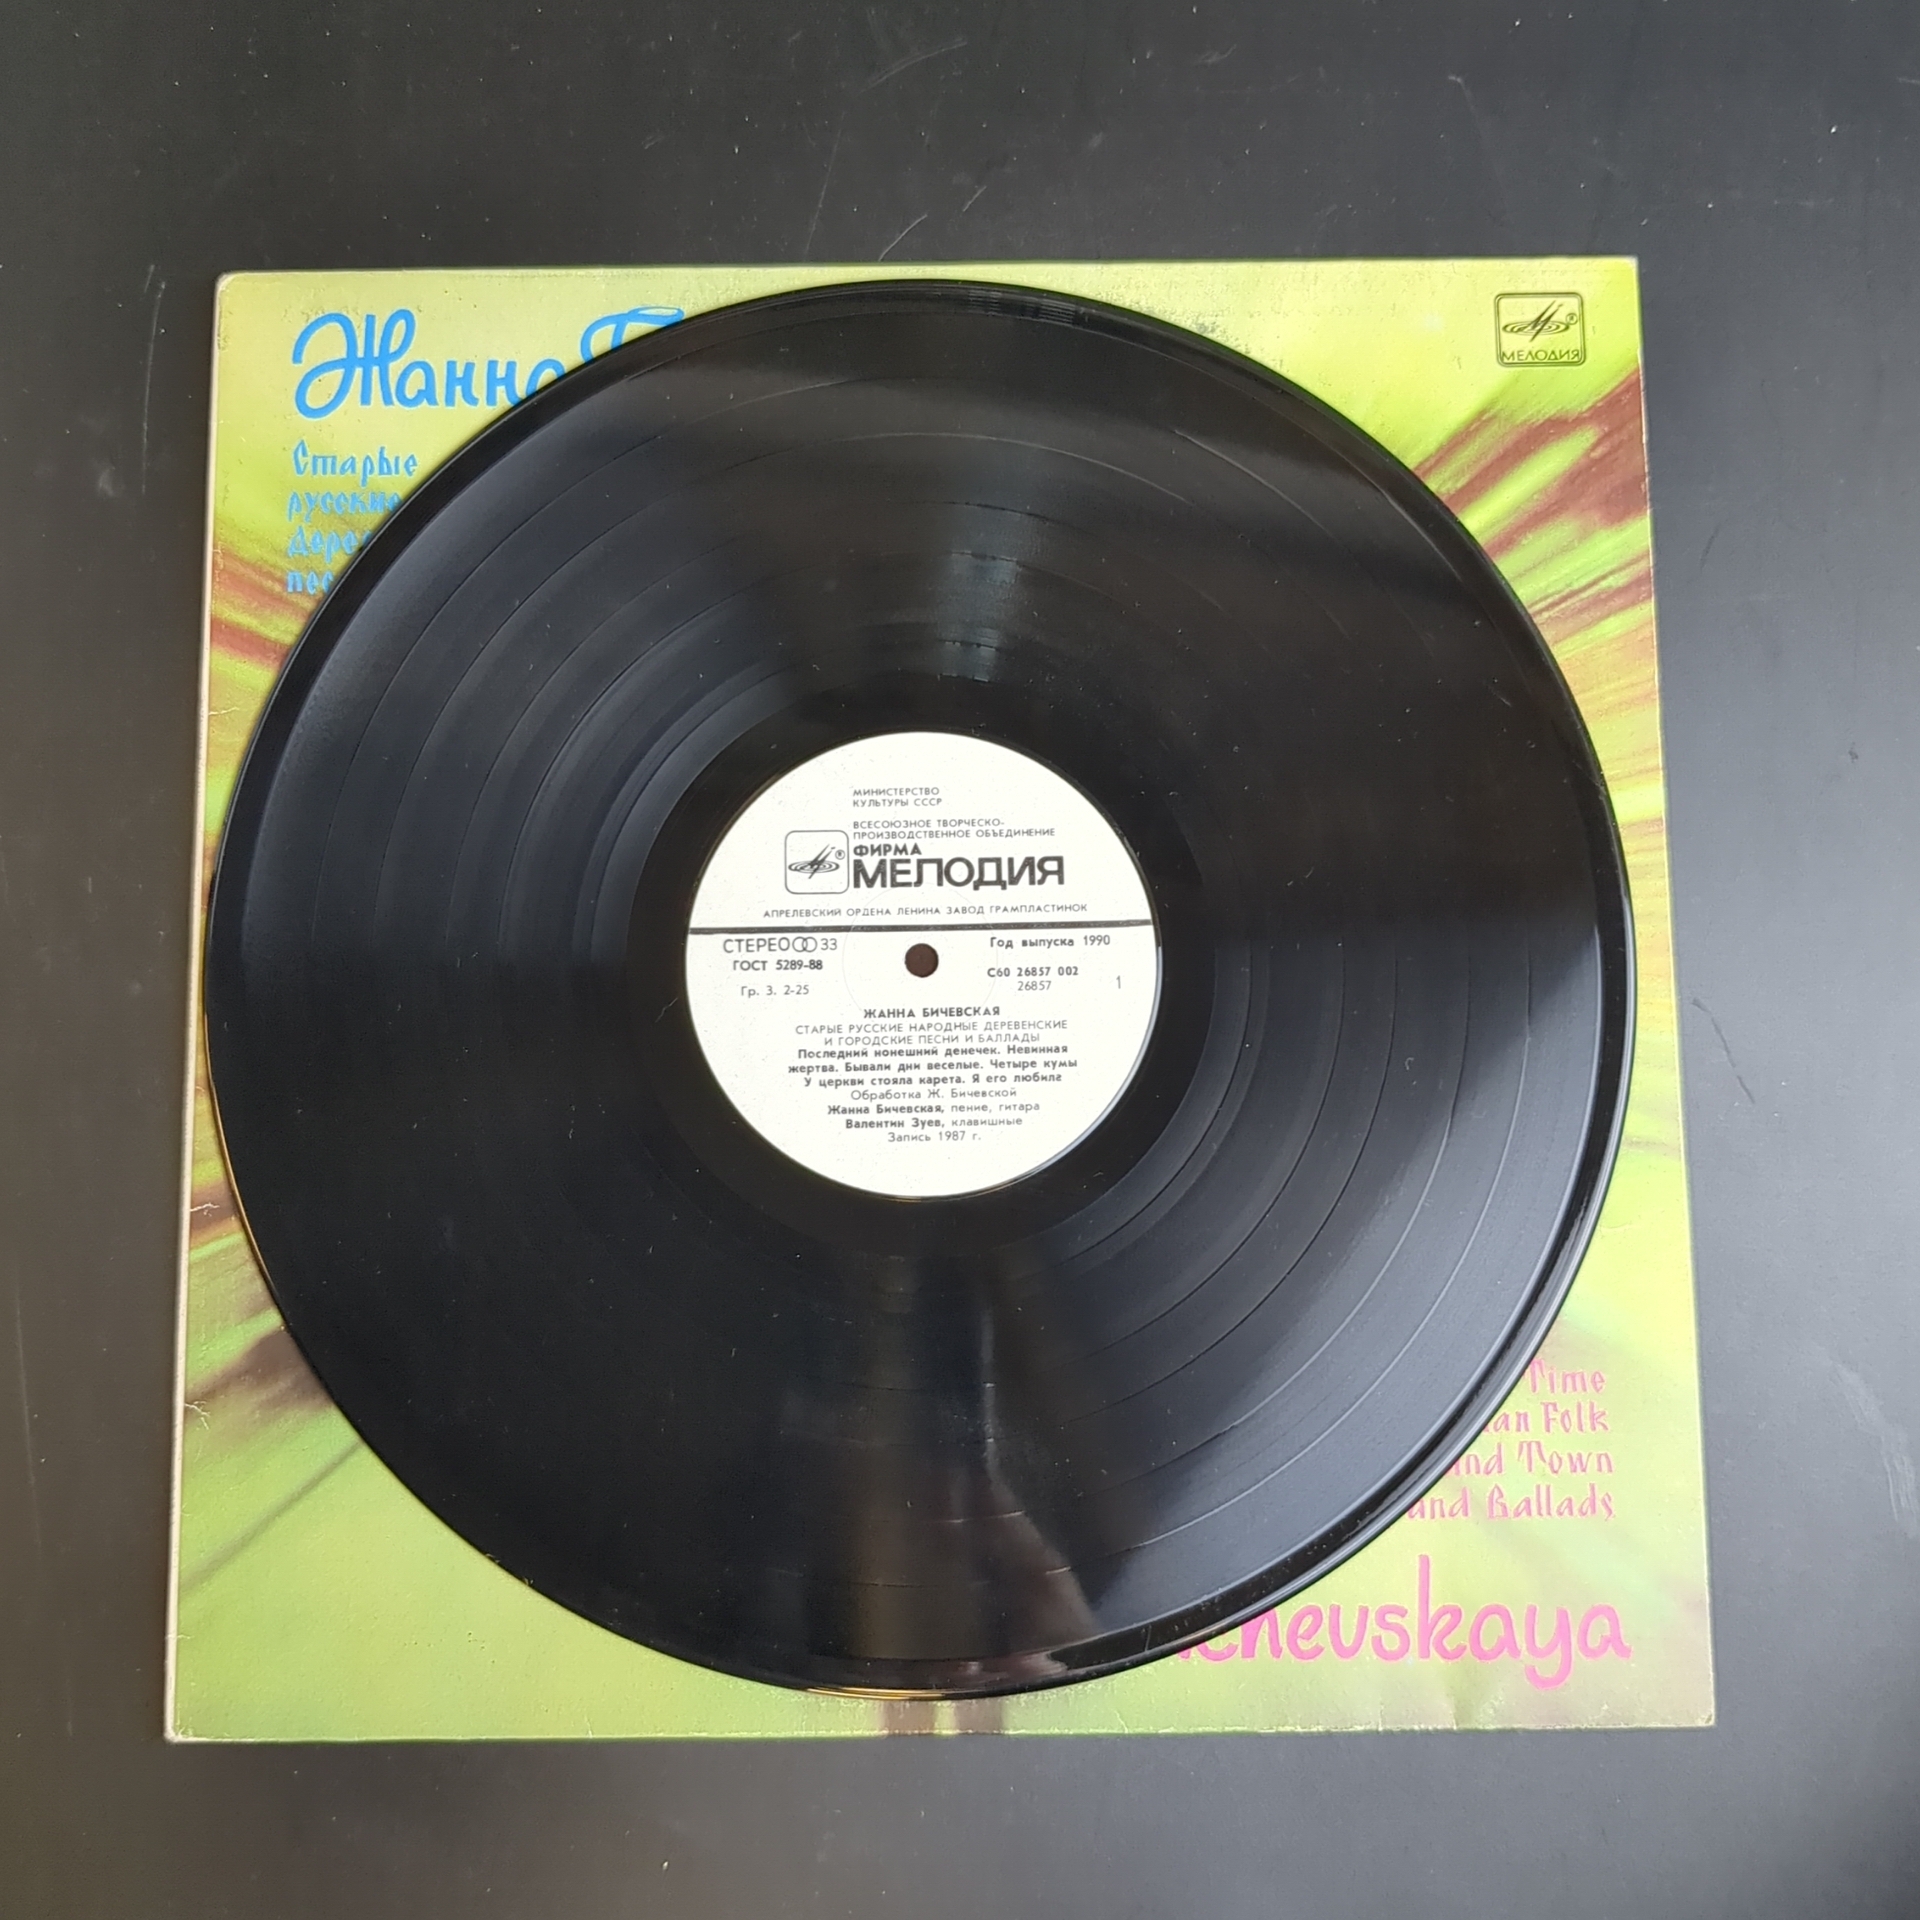 Жанна
Старые
русские
МЕЛОДИЯ
МИНИСТЕРСТВО
КУЛЬТУРЫ СССР
ВСЕСОЮЗНОЕ ТВОРЧЕСКО-
ПРОИЗВОДСТВЕННОЕ ОБЪЕДИНЕНИЕ
ФИРМА
МЕЛОДИЯ
АПРЕЛЕВСКИЙ ОРДЕНА ЛЕНИНА ЗАВОД ГРАМПЛАСТИНОК
СТЕРЕО 33
Год выпуска 1990
ГОСТ 5289-88
С60 26857 002
26857
1
Гр. 3. 2-25
ЖАННА БИЧЕВСКАЯ
СТАРЫЕ РУССКИЕ НАРОДНЫЕ ДЕРЕВЕНСКИЕ
И ГОРОДСКИЕ ПЕСНИ И БАЛЛАДЫ
Последний нонешний денечек. Невинная
жертва. Бывали дни веселые. Четыре кумы
У церкви стояла карета. Я его любила
Обработка Ж. Бичевской
Жанна Бичевская, пение, гитара
Валентин Зуев, клавишные
Запись 1987 г.
Time
an Folk
and Town
and Ballads
chevskaya